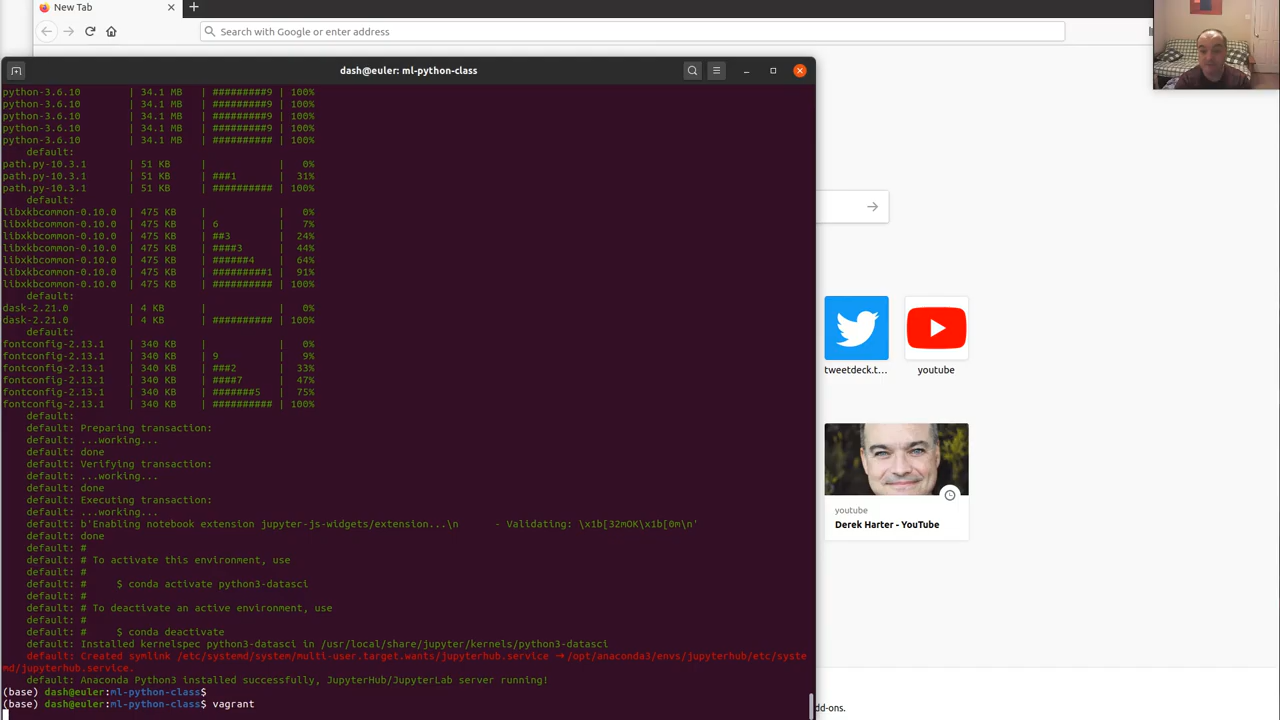 New Tab
Search with Google or enter address
dash@euler: ml-python-class
python-3.6.10 | 34.1 MB | #########9 | 100%
python-3.6.10 | 34.1 MB | #########9 | 100%
python-3.6.10 | 34.1 MB | #########9 | 100%
python-3.6.10 | 34.1 MB | #########9 | 100%
python-3.6.10 | 34.1 MB | ########## | 100%
default:
path.py-10.3.1 | 51 KB | | 0%
path.py-10.3.1 | 51 KB | ###1 | 31%
path.py-10.3.1 | 51 KB | ########## | 100%
default:
libxkbcommon-0.10.0 | 475 KB | | 0%
libxkbcommon-0.10.0 | 475 KB | 6 | 7%
libxkbcommon-0.10.0 | 475 KB | ##3 | 24%
libxkbcommon-0.10.0 | 475 KB | ####3 | 44%
libxkbcommon-0.10.0 | 475 KB | ######4 | 64%
libxkbcommon-0.10.0 | 475 KB | #########1 | 91%
libxkbcommon-0.10.0 | 475 KB | ########## | 100%
default:
dask-2.21.0 | 4 KB | | 0%
dask-2.21.0 | 4 KB | ########## | 100%
default:
fontconfig-2.13.1 | 340 KB | | 0%
fontconfig-2.13.1 | 340 KB | 9 | 9%
fontconfig-2.13.1 | 340 KB | ###2 | 33%
fontconfig-2.13.1 | 340 KB | ####7 | 47%
fontconfig-2.13.1 | 340 KB | #######5 | 75%
fontconfig-2.13.1 | 340 KB | ########## | 100%
default:
default: Preparing transaction:
default: ...working...
default: done
default: Verifying transaction:
default: ...working...
default: done
default: Executing transaction:
default: ...working...
default: b'Enabling notebook extension jupyter-js-widgets/extension...\n - Validating: \x1b[32mOK\x1b[0m\n'
default: done
default: #
default: # To activate this environment, use
default: #
default: # $ conda activate python3-datasci
default: #
default: # To deactivate an active environment, use
default: #
default: # $ conda deactivate
default: Installed kernelspec python3-datasci in /usr/local/share/jupyter/kernels/python3-datasci
default: Created symlink /etc/systemd/system/multi-user.target.wants/jupyterhub.service → /opt/anaconda3/envs/jupyterhub/etc/syste
md/jupyterhub.service.
default: Anaconda Python3 installed successfully, JupyterHub/JupyterLab server running!
(base) dash@euler:ml-python-class$
(base) dash@euler:ml-python-class$ vagrant
tweetdeck.t...
youtube
youtube
Derek Harter - YouTube
dd-ons.